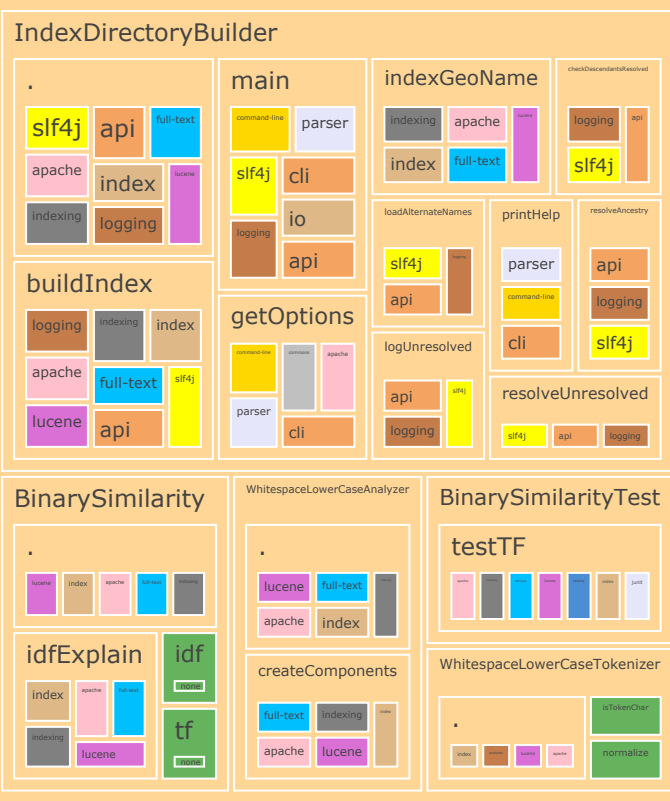 IndexDirectoryBuilder
.
slf4j
api
full-text
apache
index
lucene
indexing
logging
main
command-line
parser
slf4j
cli
io
logging
api
indexGeoName
indexing
apache
lucene
index
full-text
checkDescendantsResolved
logging
api
slf4j
buildIndex
logging
indexing
index
apache
full-text
slf4j
lucene
api
getOptions
command-line
apache
parser
cli
loadAlternateNames
slf4j
api
printHelp
parser
command-line
cli
resolveAncestry
api
logging
slf4j
logUnresolved
api
slf4j
logging
resolveUnresolved
slf4j
api
logging
BinarySimilarity
.
lucene
index
apache
full-text
indexing
idfExplain
index
apache
full-text
indexing
lucene
idf
none
tf
none
WhitespaceLowerCaseAnalyzer
.
lucene
full-text
apache
index
createComponents
full-text
indexing
index
apache
lucene
BinarySimilarityTest
.
testTF
index
junit
WhitespaceLowerCaseTokenizer
.
index
lucene
apache
isTokenChar
normalize